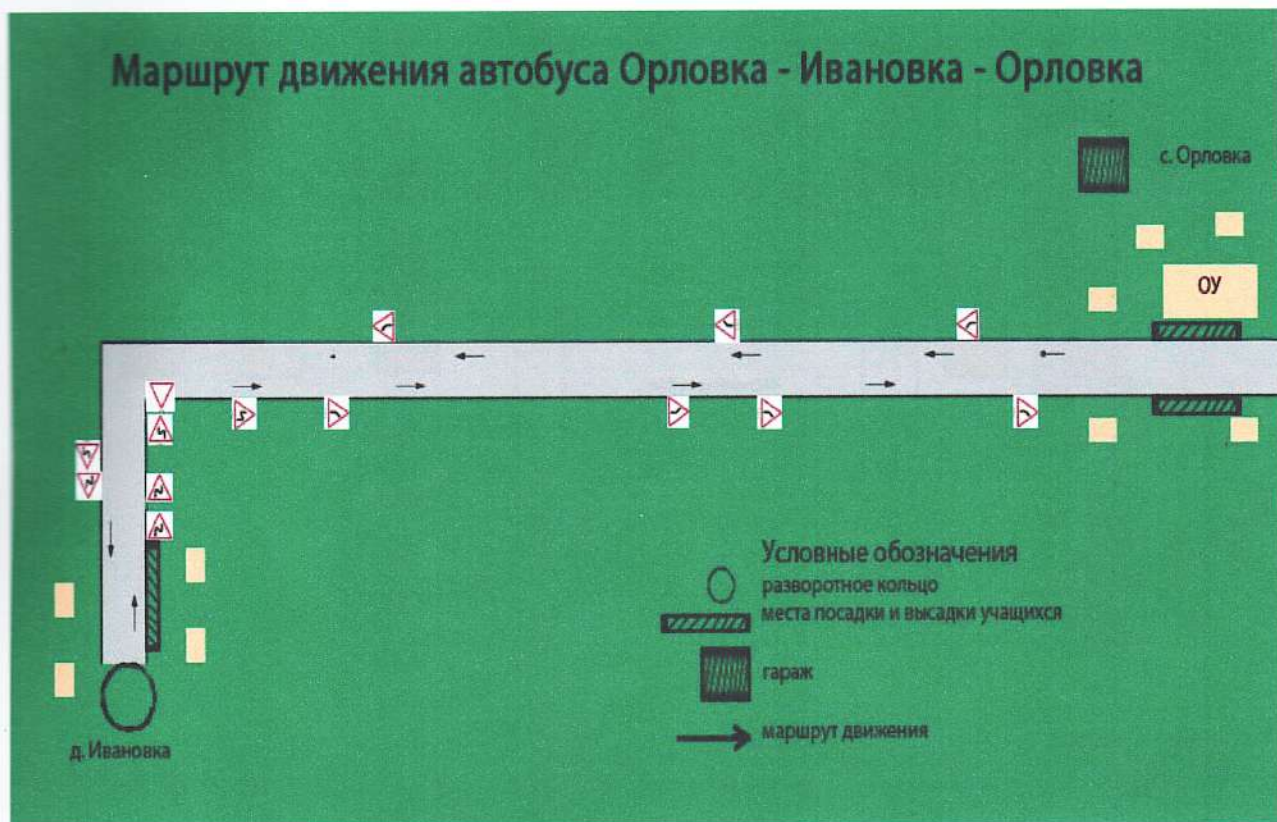 Маршрут движения автобуса Орловка - Ивановка - Орловка
с. Орловка
ОУ
Условные обозначения
разворотное кольцо
места посадки и высадки учащихся
гараж
маршрут движения
д. Ивановка